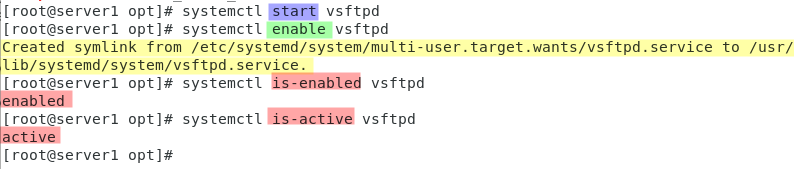 [root@server1 opt]# systemctl start vsftpd
[root@server1 opt]# systemctl enable vsftpd
Created symlink from /etc/systemd/system/multi-user.target.wants/vsftpd.service to /usr/
lib/systemd/system/vsftpd.service.
[root@server1 opt]# systemctl is-enabled vsftpd
enabled
[root@server1 opt]# systemctl is-active vsftpd
active
[root@server1 opt]#